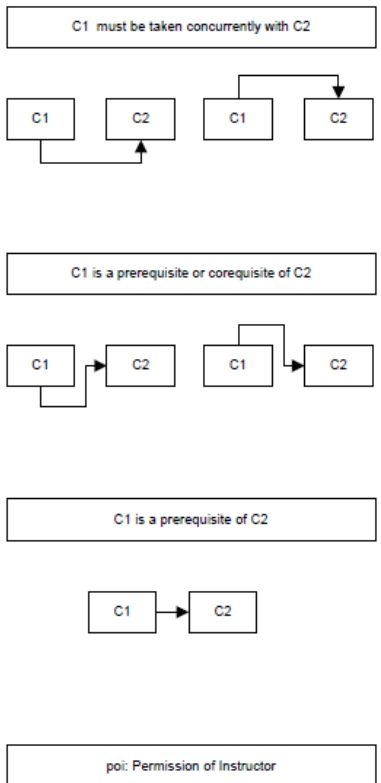 C1 must be taken concurrently with C2
C1 C2 C1 C2
C1 is a prerequisite or corequisite of C2
C1 C2 C1 C2
C1 is a prerequisite of C2
C1 C2
poi: Permission of Instructor